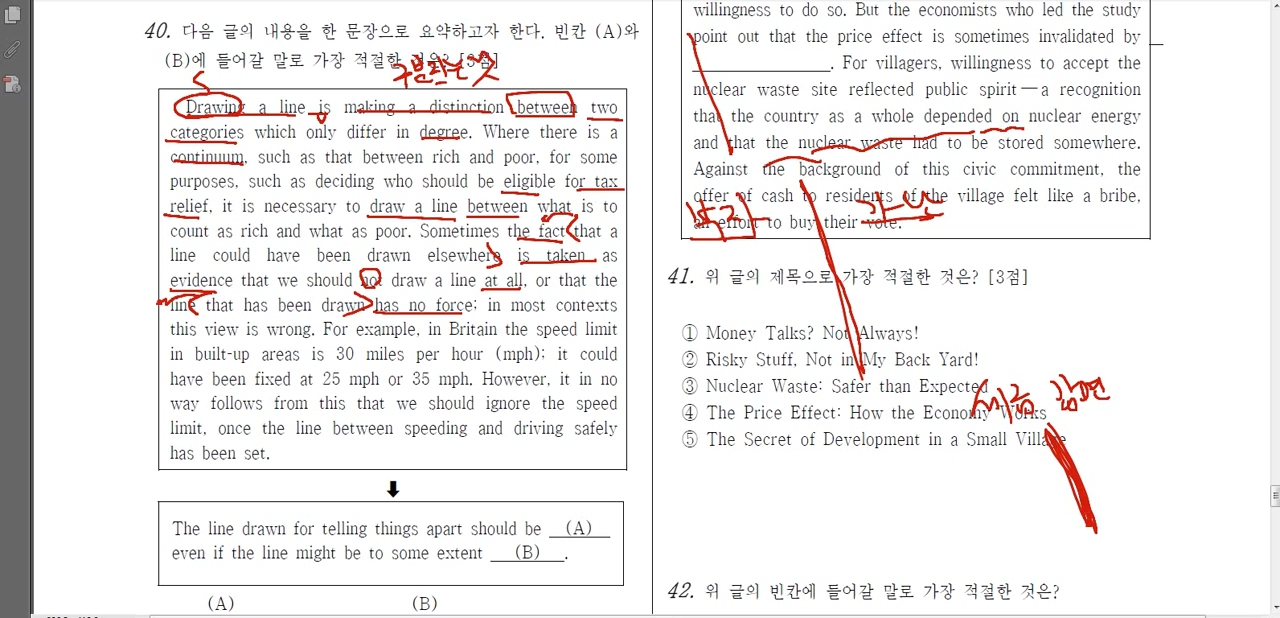 40. 다음 글의 내용을 한 문장으로 요약하고자 한다. 빈칸 (A)와
(B)에 들어갈 말로 가장 적절한 것은? [3점]
구분하는 것
S
Drawing a line is making a distinction between two
categories which only differ in degree. Where there is a
continuum, such as that between rich and poor, for some
purposes, such as deciding who should be eligible for tax
relief, it is necessary to draw a line between what is to
count as rich and what as poor. Sometimes the fact that a
line could have been drawn elsewhere is taken as
evidence that we should not draw a line at all, or that the
line that has been drawn has no force; in most contexts
this view is wrong. For example, in Britain the speed limit
in built-up areas is 30 miles per hour (mph); it could
have been fixed at 25 mph or 35 mph. However, it in no
way follows from this that we should ignore the speed
limit, once the line between speeding and driving safely
has been set.
The line drawn for telling things apart should be (A)
even if the line might be to some extent (B) .
(A) (B)
willingness to do so. But the economists who led the study
point out that the price effect is sometimes invalidated by
. For villagers, willingness to accept the
nuclear waste site reflected public spirit—a recognition
that the country as a whole depended on nuclear energy
and that the nuclear waste had to be stored somewhere.
Against the background of this civic commitment, the
offer of cash to residents of the village felt like a bribe,
an effort to buy their vote.
41. 위 글의 제목으로 가장 적절한 것은? [3점]
① Money Talks? Not Always!
② Risky Stuff, Not in My Back Yard!
③ Nuclear Waste: Safer than Expected
④ The Price Effect: How the Economy Works
⑤ The Secret of Development in a Small Village
세금 감면
42. 위 글의 빈칸에 들어갈 말로 가장 적절한 것은?